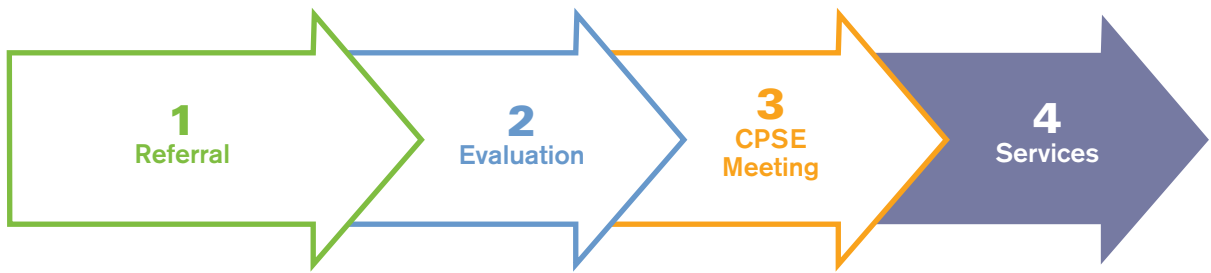 1
Referral
2
Evaluation
3
CPSE
Meeting
4
Services